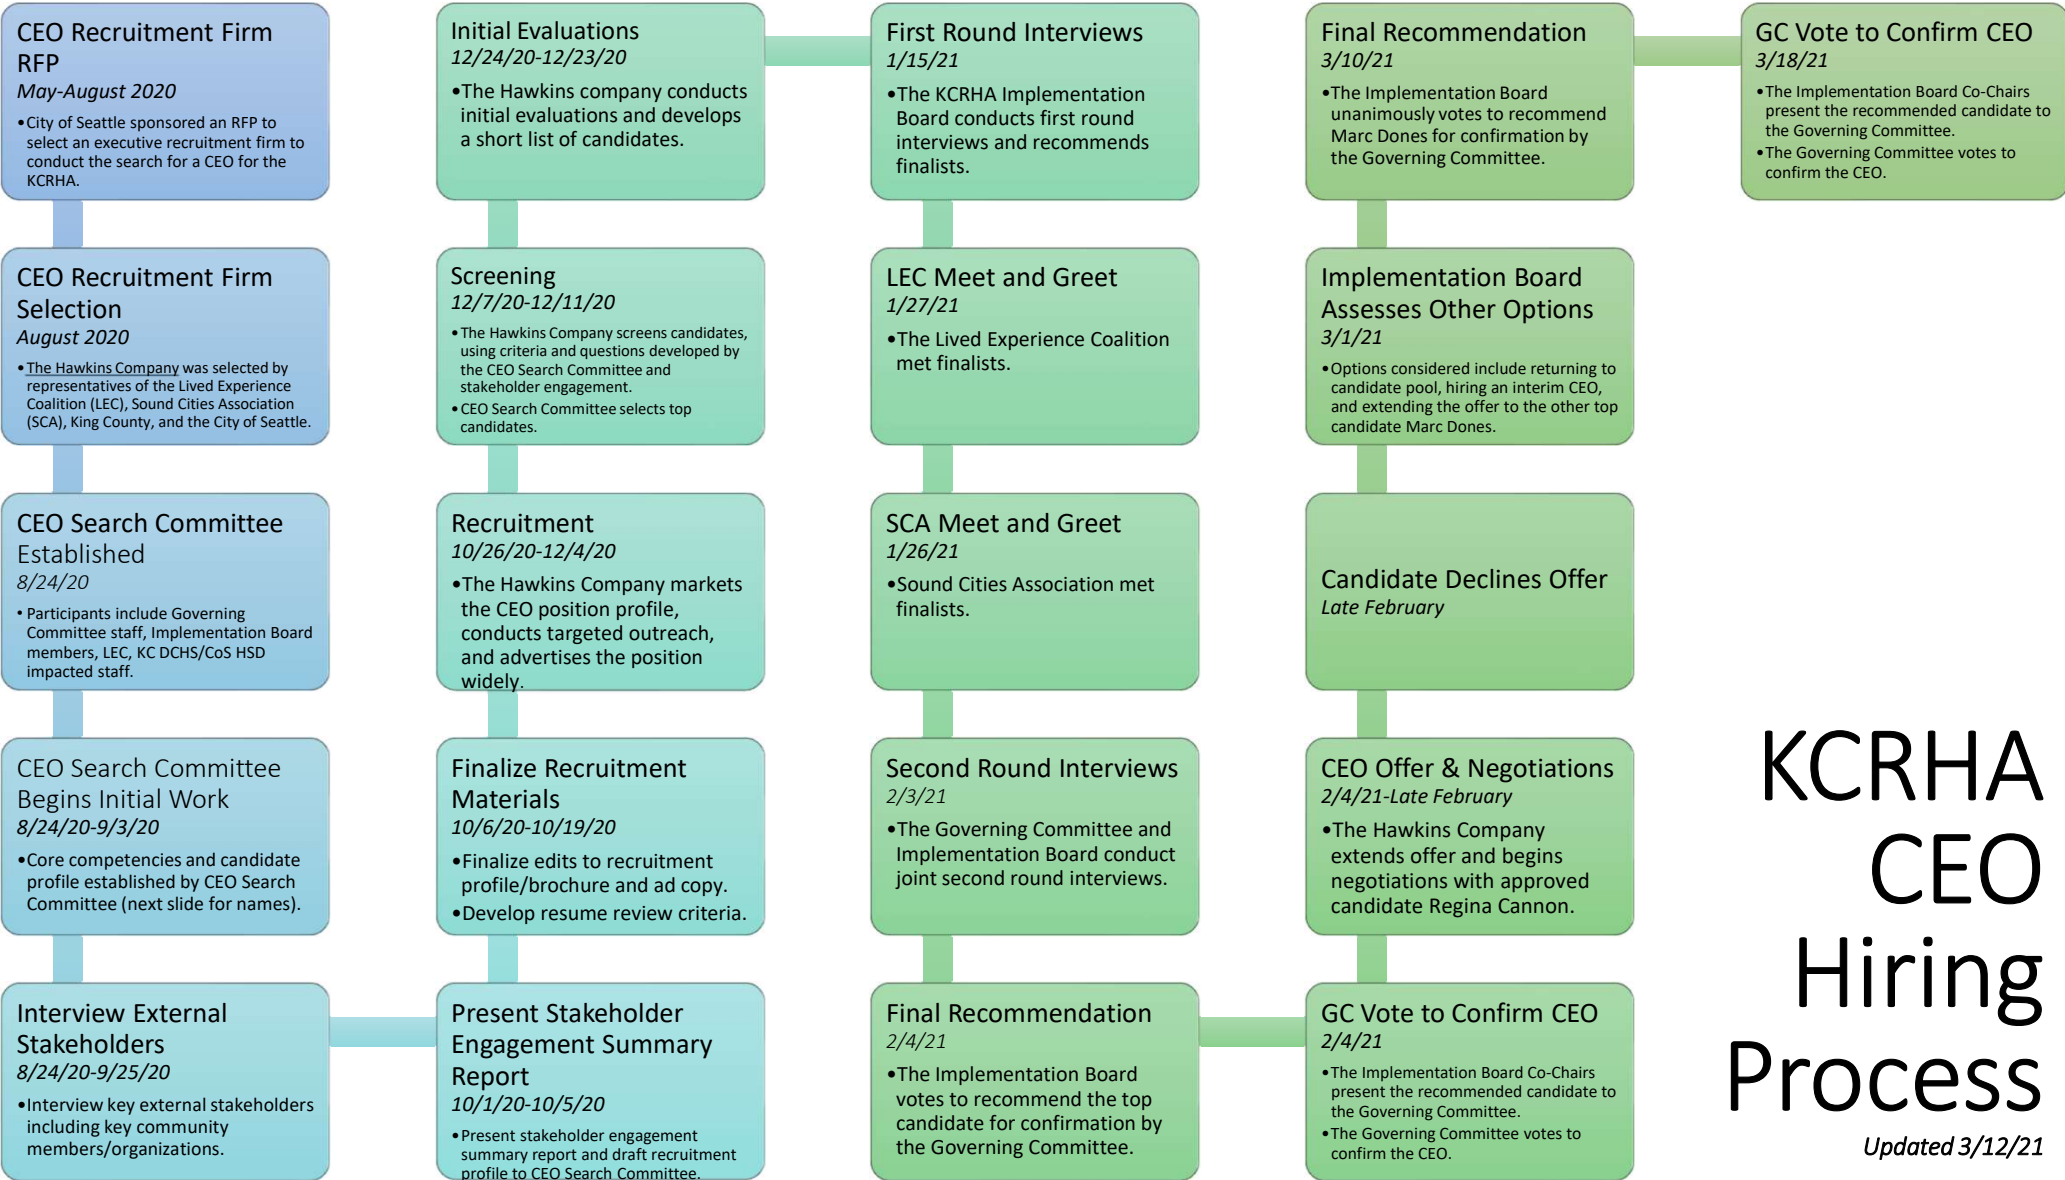 CEO Recruitment Firm
RFP
May-August 2020
•City of Seattle sponsored an RFP to
select an executive recruitment firm to
conduct the search for a CEO for the
KCRHA.
CEO Recruitment Firm
Selection
August 2020
•The Hawkins Company was selected by
representatives of the Lived Experience
Coalition (LEC), Sound Cities Association
(SCA), King County, and the City of Seattle.
CEO Search Committee
Established
8/24/20
• Participants include Governing
Committee staff, Implementation Board
members, LEC, KC DCHS/CoS HSD
impacted staff.
CEO Search Committee
Begins Initial Work
8/24/20-9/3/20
•Core competencies and candidate
profile established by CEO Search
Committee (next slide for names).
Interview External
Stakeholders
8/24/20-9/25/20
•Interview key external stakeholders
including key community
members/organizations.
Present Stakeholder
Engagement Summary
Report
10/1/20-10/5/20
•Present stakeholder engagement
summary report and draft recruitment
profile to CEO Search Committee.
Finalize Recruitment
Materials
10/6/20-10/19/20
•Finalize edits to recruitment
profile/brochure and ad copy.
•Develop resume review criteria.
Recruitment
10/26/20-12/4/20
•The Hawkins Company markets
the CEO position profile,
conducts targeted outreach,
and advertises the position
widely.
Screening
12/7/20-12/11/20
•The Hawkins Company screens candidates,
using criteria and questions developed by
the CEO Search Committee and
stakeholder engagement.
•CEO Search Committee selects top
candidates.
Initial Evaluations
12/24/20-12/23/20
•The Hawkins company conducts
initial evaluations and develops
a short list of candidates.
First Round Interviews
1/15/21
•The KCRHA Implementation
Board conducts first round
interviews and recommends
finalists.
LEC Meet and Greet
1/27/21
•The Lived Experience Coalition
met finalists.
SCA Meet and Greet
1/26/21
•Sound Cities Association met
finalists.
Second Round Interviews
2/3/21
•The Governing Committee and
Implementation Board conduct
joint second round interviews.
Final Recommendation
2/4/21
•The Implementation Board
votes to recommend the top
candidate for confirmation by
the Governing Committee.
GC Vote to Confirm CEO
2/4/21
•The Implementation Board Co-Chairs
present the recommended candidate to
the Governing Committee.
•The Governing Committee votes to
confirm the CEO.
CEO Offer & Negotiations
2/4/21-Late February
•The Hawkins Company
extends offer and begins
negotiations with approved
candidate Regina Cannon.
Candidate Declines Offer
Late February
Implementation Board
Assesses Other Options
3/1/21
•Options considered include returning to
candidate pool, hiring an interim CEO,
and extending the offer to the other top
candidate Marc Dones.
Final Recommendation
3/10/21
•The Implementation Board
unanimously votes to recommend
Marc Dones for confirmation by
the Governing Committee.
GC Vote to Confirm CEO
3/18/21
•The Implementation Board Co-Chairs
present the recommended candidate to
the Governing Committee.
•The Governing Committee votes to
confirm the CEO.
KCRHA
CEO
Hiring
Process
Updated 3/12/21